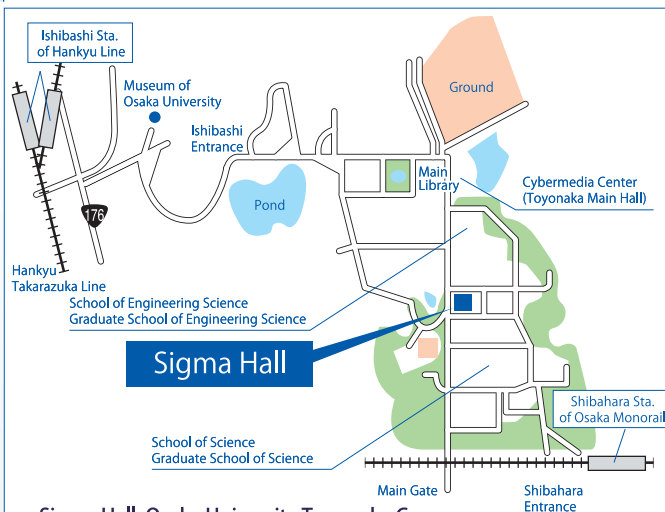 Ishibashi Sta.
of Hankyu Line
Museum of
Osaka University
Ishibashi
Entrance
Ground
Main
Library
Cybermedia Center
(Toyonaka Main Hall)
Pond
176
Hankyu
Takarazuka Line
School of Engineering Science
Graduate School of Engineering Science
Sigma Hall
Shibahara Sta.
of Osaka Monorail
School of Science
Graduate School of Science
Main Gate
Shibahara
Entrance